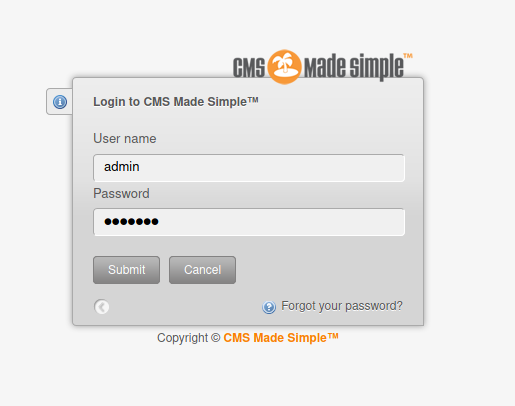 CMS made simple™
Login to CMS Made Simple™
User name
admin
Password
●●●●●●●
Submit Cancel
Forgot your password?
Copyright © CMS Made Simple™